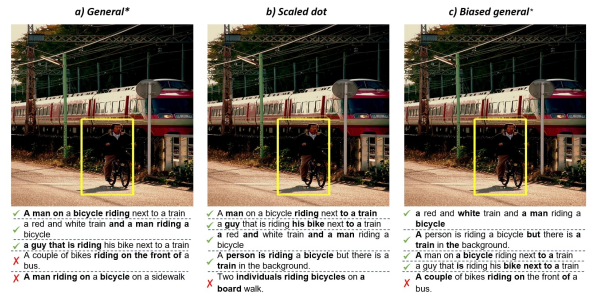 a) General*
b) Scaled dot
c) Biased general⁺
✓ A man on a bicycle riding next to a train
✓ a red and white train and a man riding a
bicycle
✓ a guy that is riding his bike next to a train
✗ A couple of bikes riding on the front of a
bus.
✗ A man riding on a bicycle on a sidewalk
✓ A man on a bicycle riding next to a train
✓ a guy that is riding his bike next to a train
✓ a red and white train and a man riding a
bicycle
✓ A person is riding a bicycle but there is a
train in the background.
✗ Two individuals riding bicycles on a
board walk.
✓ a red and white train and a man riding a
bicycle
✓ A person is riding a bicycle but there is a
train in the background.
✓ A man on a bicycle riding next to a train
✓ a guy that is riding his bike next to a train
✗ A couple of bikes riding on the front of a
bus.